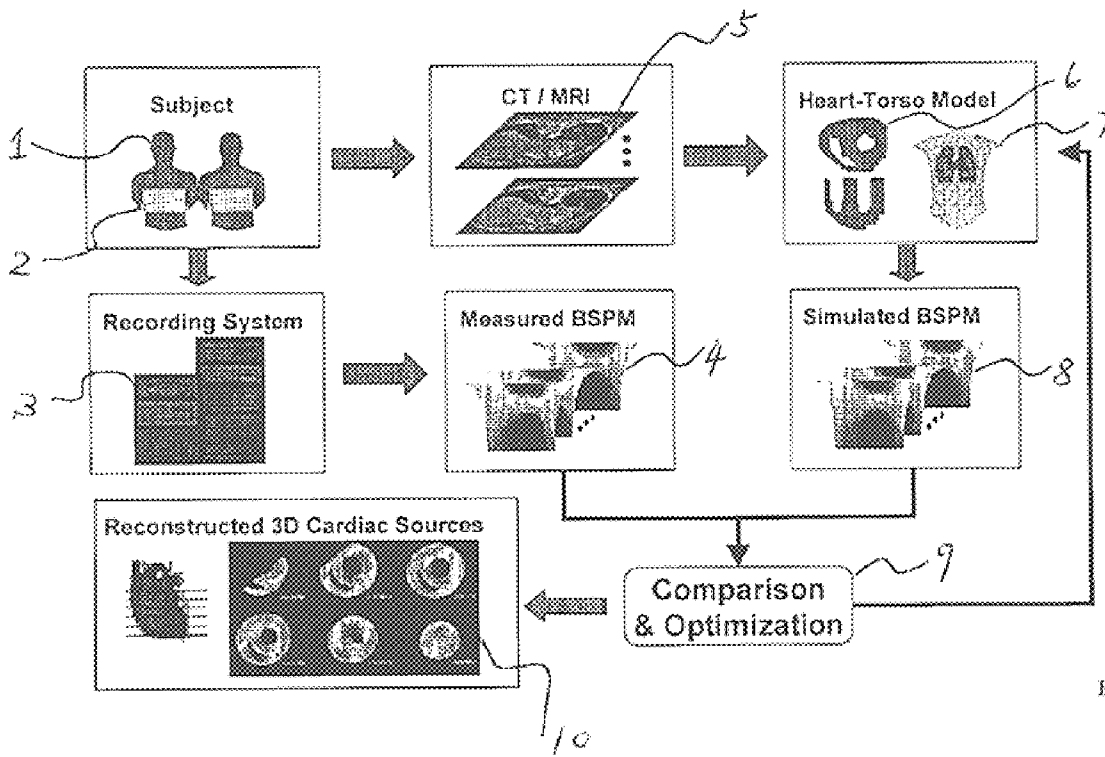 5
Subject
CT / MRI
Heart-Torso Model
6
1
7
2
Recording System
Measured BSPM
Simulated BSPM
3
4
8
Reconstructed 3D Cardiac Sources
9
Comparison
& Optimization
10